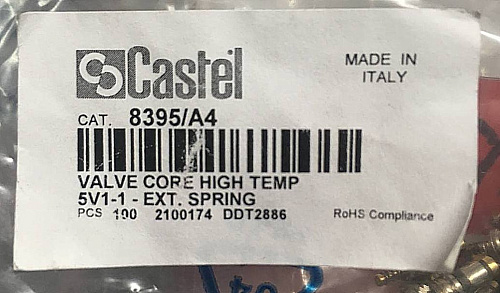 Castel
MADE IN
ITALY
CAT. 8395/A4
VALVE CORE HIGH TEMP
5V1-1 - EXT. SPRING
PCS 100 2100174 DDT2886
RoHS Compliance